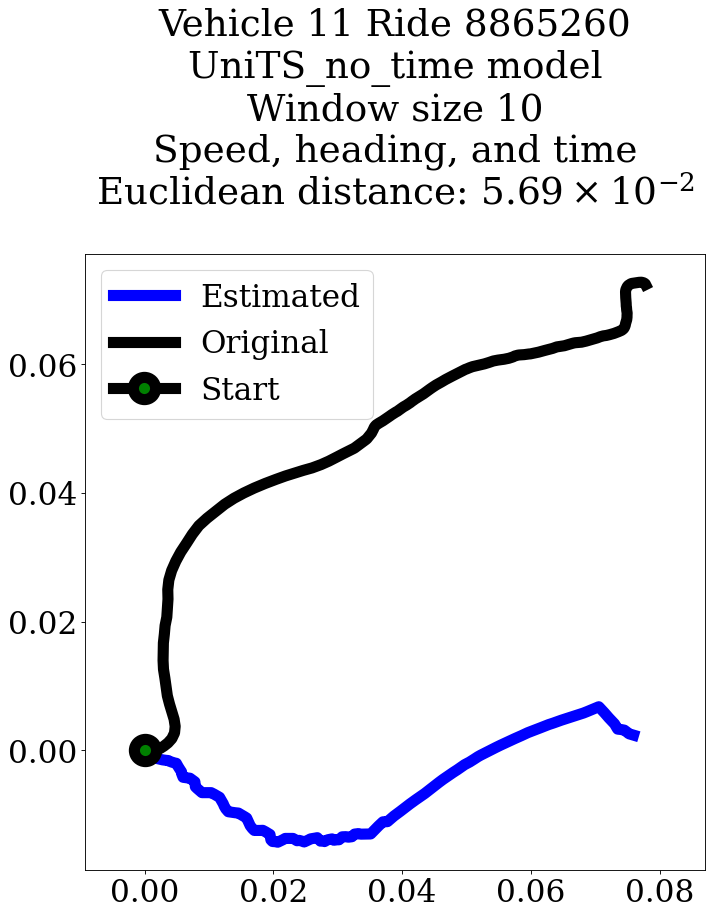 Vehicle 11 Ride 8865260
UniTS_no_time model
Window size 10
Speed, heading, and time
Euclidean distance: 5.69 × 10⁻²
Estimated
Original
Start
0.06
0.04
0.02
0.00
0.00 0.02 0.04 0.06 0.08